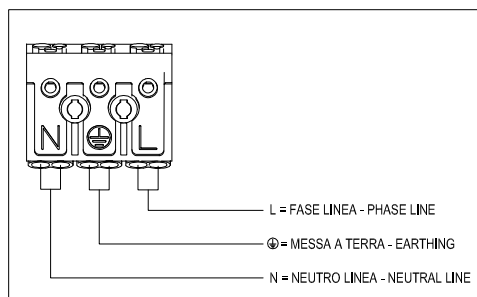 N ⏚ L
L = FASE LINEA - PHASE LINE
⏚ = MESSA A TERRA - EARTHING
N = NEUTRO LINEA - NEUTRAL LINE